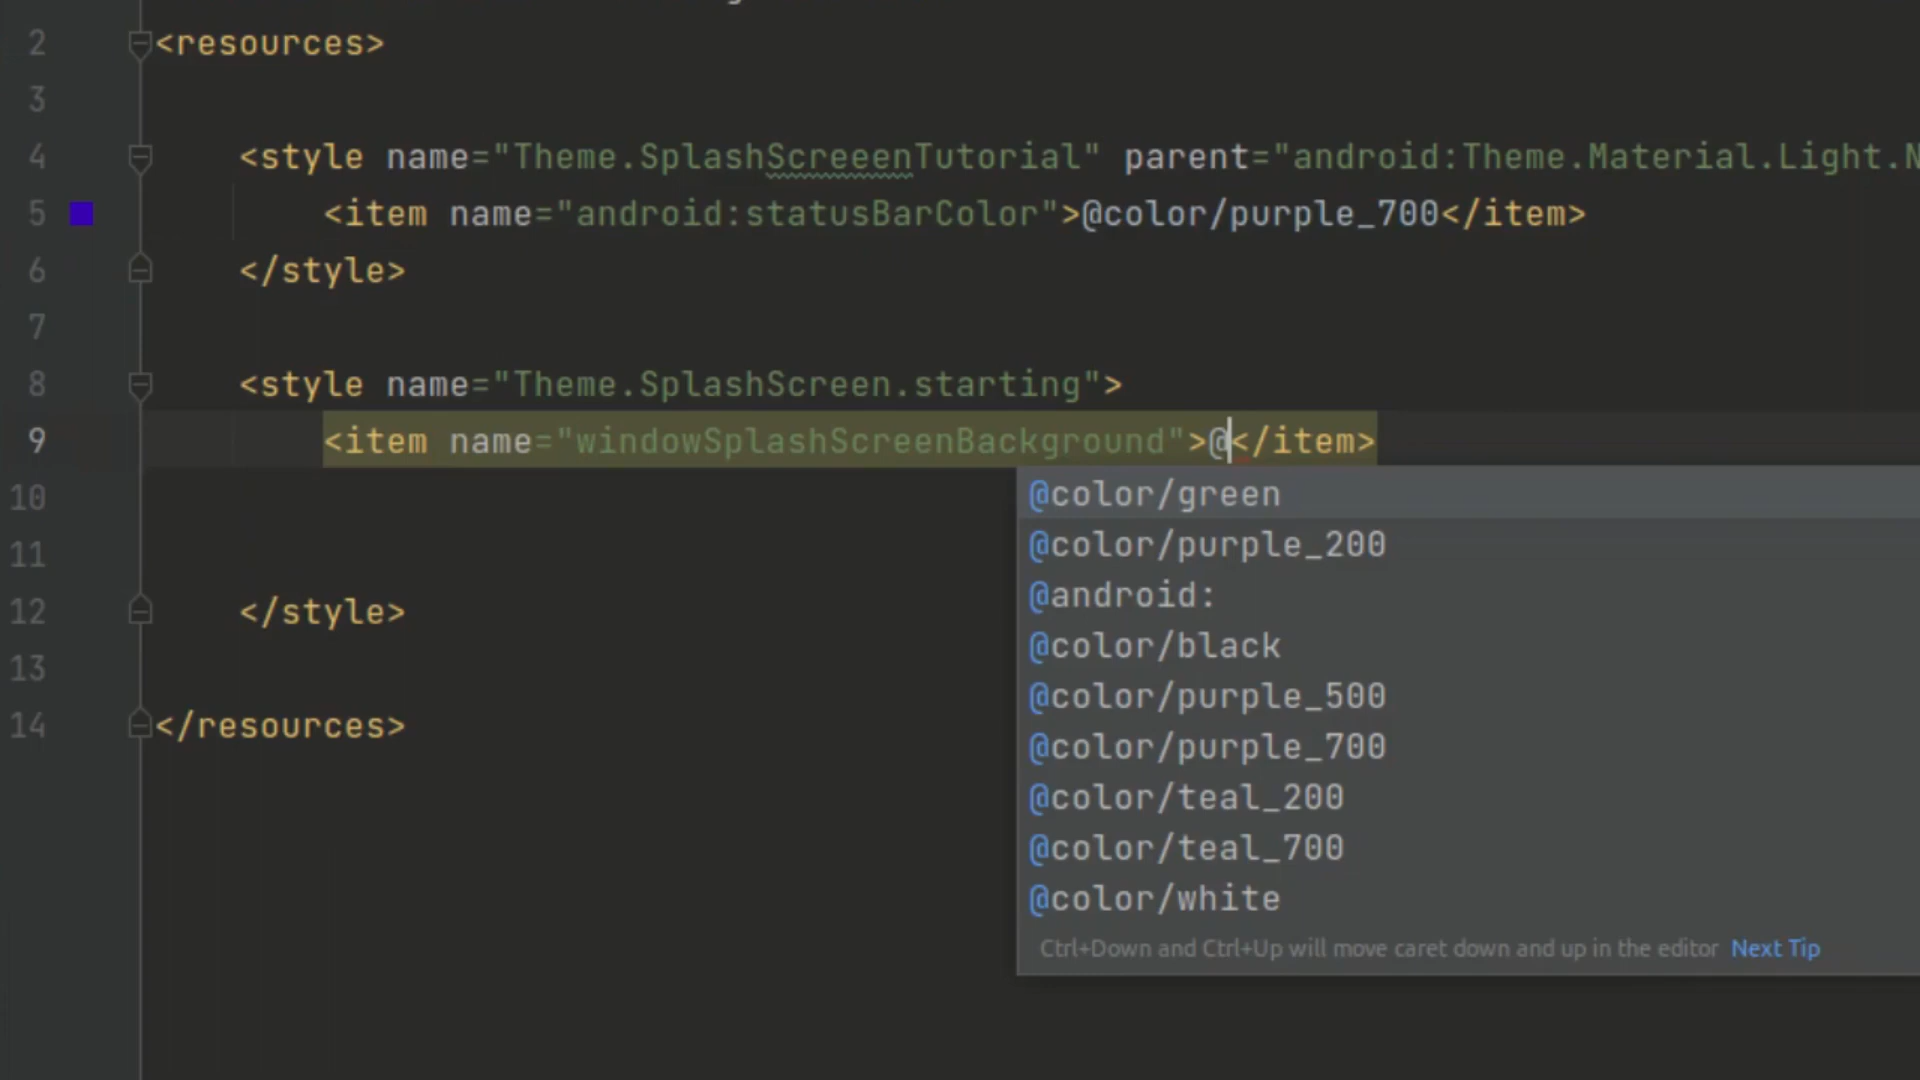 2 <resources>
3
4 <style name="Theme.SplashScreeenTutorial" parent="android:Theme.Material.Light.N
5 <item name="android:statusBarColor">@color/purple_700</item>
6 </style>
7
8 <style name="Theme.SplashScreen.starting">
9 <item name="windowSplashScreenBackground">@</item>
@color/green
10
@color/purple_200
11
@android:
12 </style>
@color/black
13
@color/purple_500
14 </resources>
@color/purple_700
@color/teal_200
@color/teal_700
@color/white
Ctrl+Down and Ctrl+Up will move caret down and up in the editor Next Tip